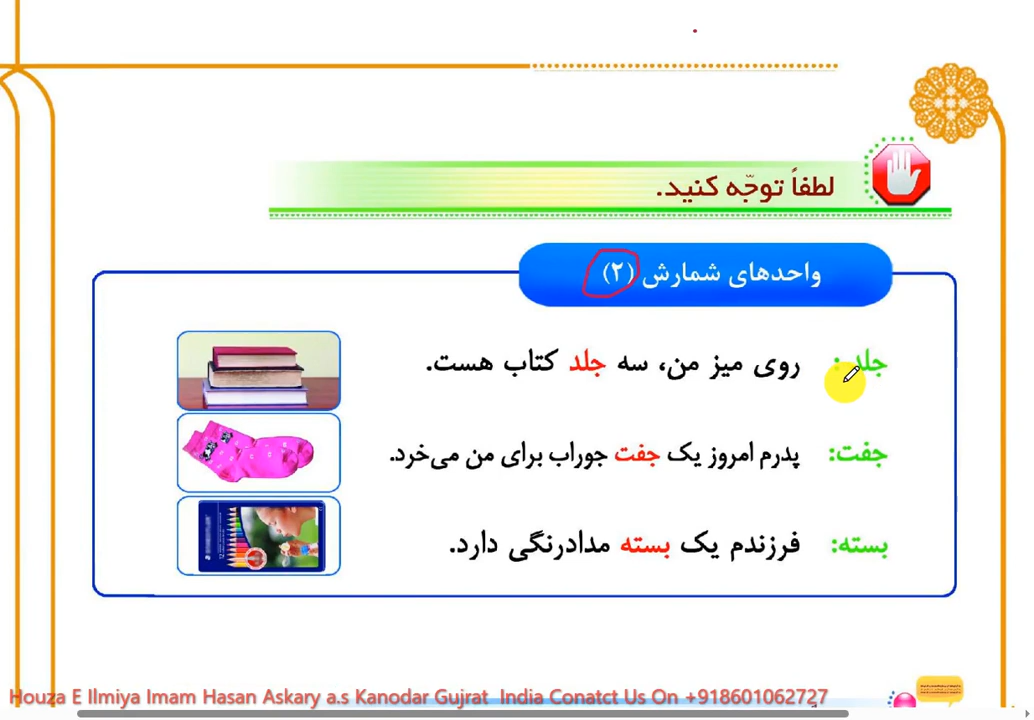 لطفاً توجّه کنید.
واحدهای شمارش (۲)
جلد: روی میز من، سه جلد کتاب هست.
جفت: پدرم امروز یک جفت جوراب برای من می‌خرد.
بسته: فرزندم یک بسته مدادرنگی دارد.
Houza E Ilmiya Imam Hasan Askary a.s Kanodar Gujrat India Conatct Us On +918601062727